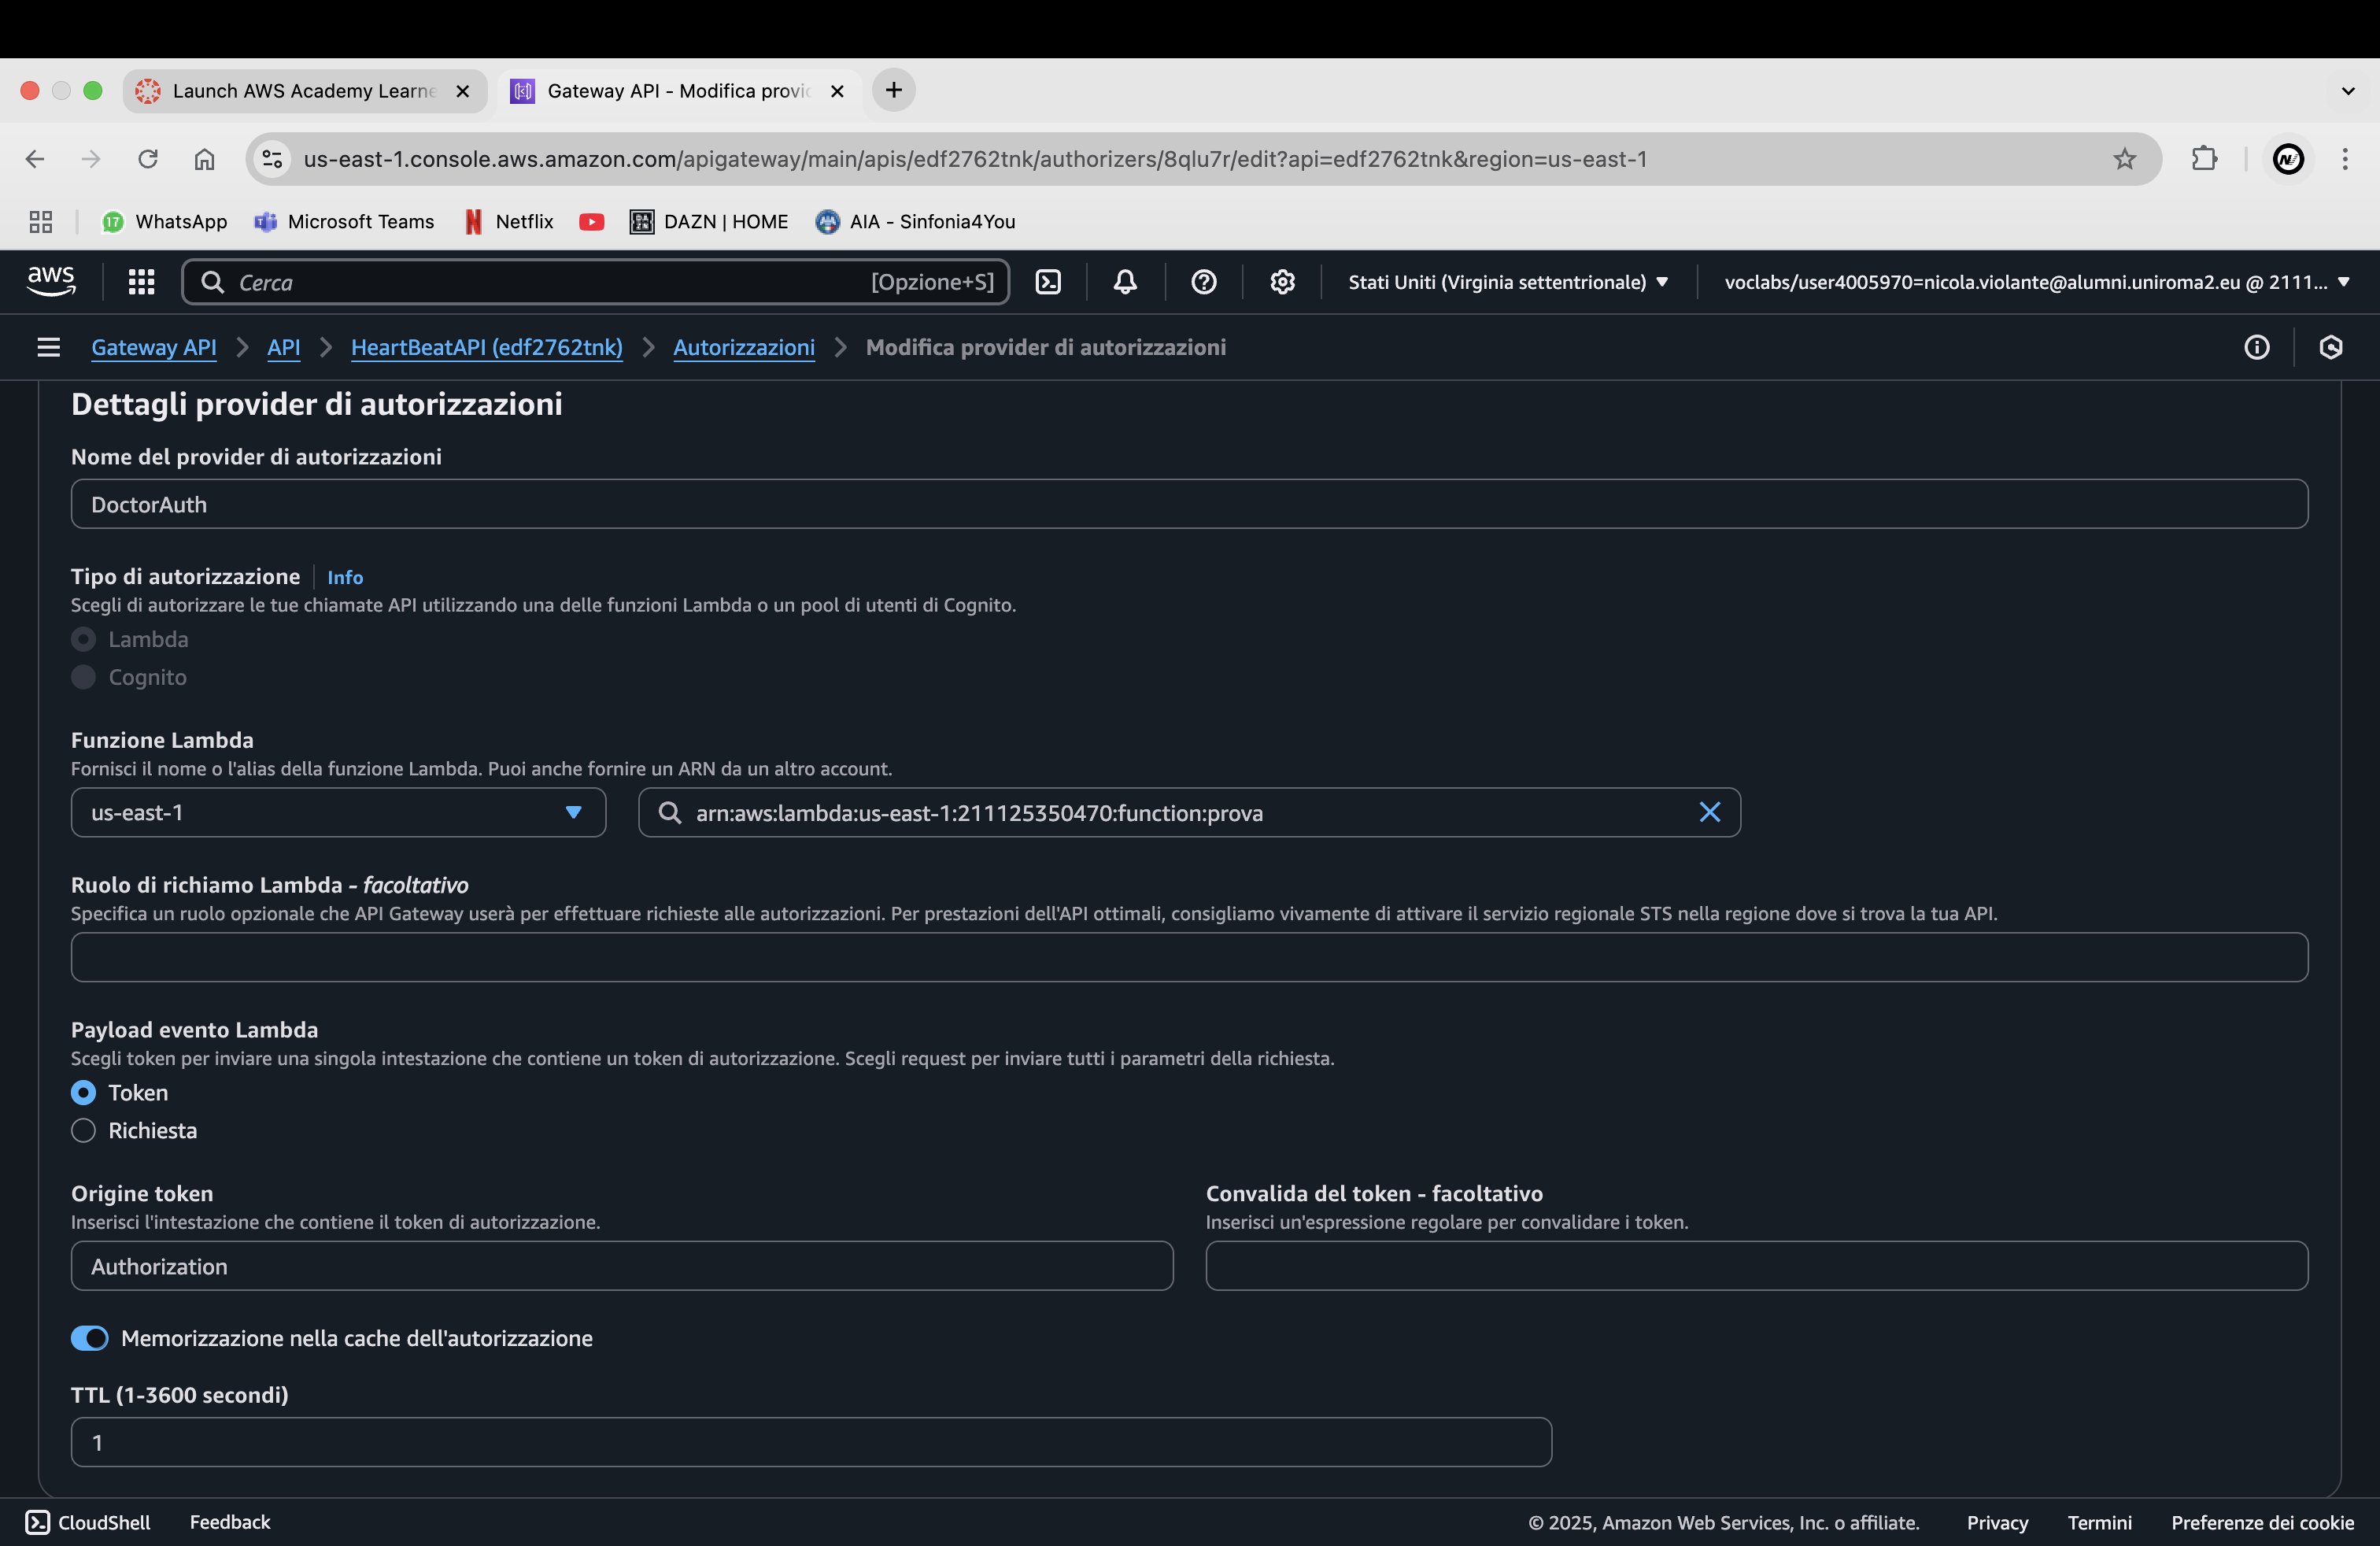 Launch AWS Academy Learne
Gateway API - Modifica provi
us-east-1.console.aws.amazon.com/apigateway/main/apis/edf2762tnk/authorizers/8qlu7r/edit?api=edf2762tnk&region=us-east-1
17 WhatsApp
Microsoft Teams
Netflix
DAZN | HOME
AIA - Sinfonia4You
aws
Cerca
[Opzione+S]
Stati Uniti (Virginia settentrionale)
voclabs/user4005970=nicola.violante@alumni.uniroma2.eu @ 2111...
Gateway API
API
HeartBeatAPI (edf2762tnk)
Autorizzazioni
Modifica provider di autorizzazioni
Dettagli provider di autorizzazioni
Nome del provider di autorizzazioni
DoctorAuth
Tipo di autorizzazione
Info
Scegli di autorizzare le tue chiamate API utilizzando una delle funzioni Lambda o un pool di utenti di Cognito.
Lambda
Cognito
Funzione Lambda
Fornisci il nome o l'alias della funzione Lambda. Puoi anche fornire un ARN da un altro account.
us-east-1
arn:aws:lambda:us-east-1:211125350470:function:prova
Ruolo di richiamo Lambda - facoltativo
Specifica un ruolo opzionale che API Gateway userà per effettuare richieste alle autorizzazioni. Per prestazioni dell'API ottimali, consigliamo vivamente di attivare il servizio regionale STS nella regione dove si trova la tua API.
Payload evento Lambda
Scegli token per inviare una singola intestazione che contiene un token di autorizzazione. Scegli request per inviare tutti i parametri della richiesta.
Token
Richiesta
Origine token
Inserisci l'intestazione che contiene il token di autorizzazione.
Authorization
Convalida del token - facoltativo
Inserisci un'espressione regolare per convalidare i token.
Memorizzazione nella cache dell'autorizzazione
TTL (1-3600 secondi)
1
CloudShell
Feedback
© 2025, Amazon Web Services, Inc. o affiliate.
Privacy
Termini
Preferenze dei cookie